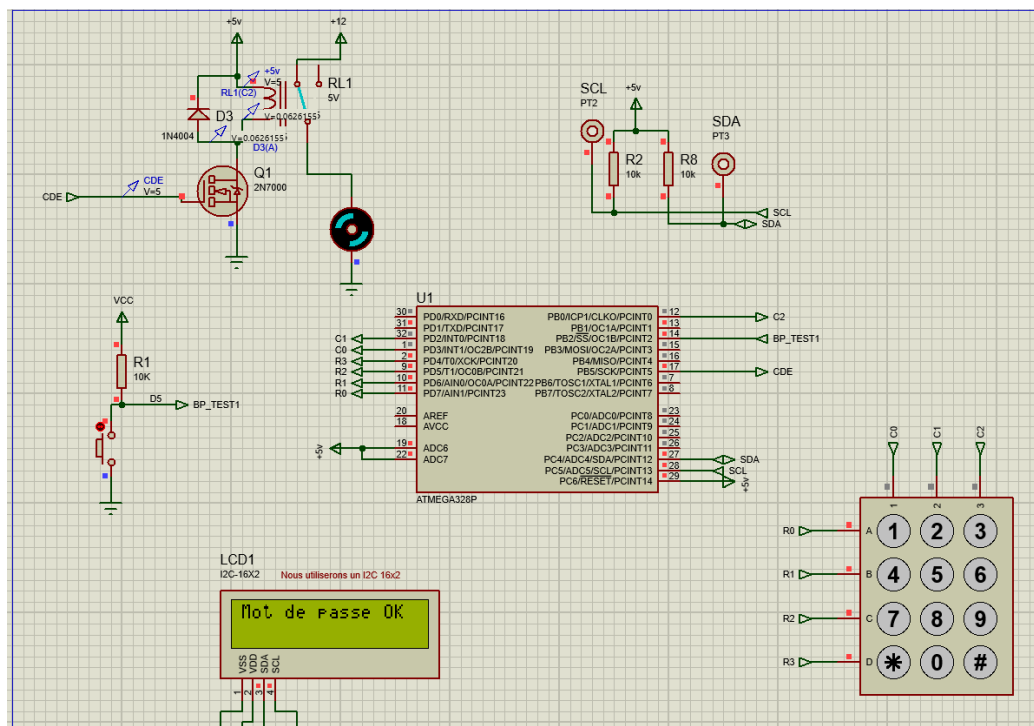 +5v
+12
+5v
V=5
RL1(C2)
RL1
5V
D3
1N4004
V=0.0626155
V=0.0626155
D3(A)
Q1
2N7000
CDE
CDE
V=5
SCL
PT2
+5v
SDA
PT3
R2
10k
R8
10k
SCL
SDA
VCC
R1
10K
D5
BP_TEST1
U1
30 PD0/RXD/PCINT16 PB0/ICP1/CLKO/PCINT0 12 C2
31 PD1/TXD/PCINT17 PB1/OC1A/PCINT1 13
C1 32 PD2/INT0/PCINT18 PB2/SS/OC1B/PCINT2 14 BP_TEST1
C0 1 PD3/INT1/OC2B/PCINT19 PB3/MOSI/OC2A/PCINT3 15
R3 2 PD4/T0/XCK/PCINT20 PB4/MISO/PCINT4 16
R2 9 PD5/T1/OC0B/PCINT21 PB5/SCK/PCINT5 17 CDE
R1 10 PD6/AIN0/OC0A/PCINT22 PB6/TOSC1/XTAL1/PCINT6 7
R0 11 PD7/AIN1/PCINT23 PB7/TOSC2/XTAL2/PCINT7 8
20 AREF PC0/ADC0/PCINT8 23
18 AVCC PC1/ADC1/PCINT9 24
PC2/ADC2/PCINT10 25
+5v 19 ADC6 PC3/ADC3/PCINT11 26
22 ADC7 PC4/ADC4/SDA/PCINT12 27 SDA
PC5/ADC5/SCL/PCINT13 28 SCL
PC6/RESET/PCINT14 29 +5v
ATMEGA328P
LCD1
I2C-16X2
Nous utiliserons un I2C 16x2
Mot de passe OK
VSS VDD SDA SCL
1 2 3 4
C0 C1 C2
1 2 3
R0 A 1 2 3
R1 B 4 5 6
R2 C 7 8 9
R3 D * 0 #